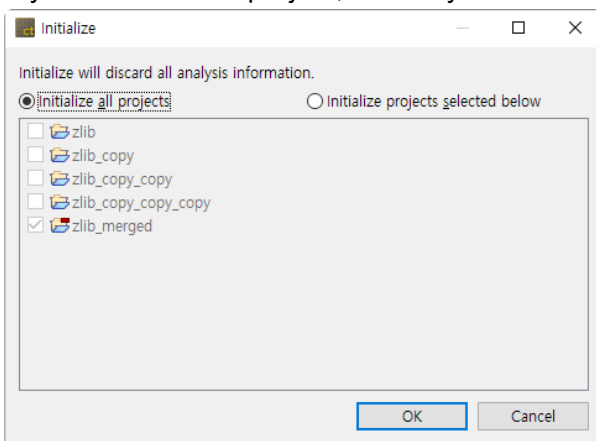 Initialize
Initialize will discard all analysis information.
Initialize all projects Initialize projects selected below
zlib
zlib_copy
zlib_copy_copy
zlib_copy_copy_copy
zlib_merged
OK Cancel